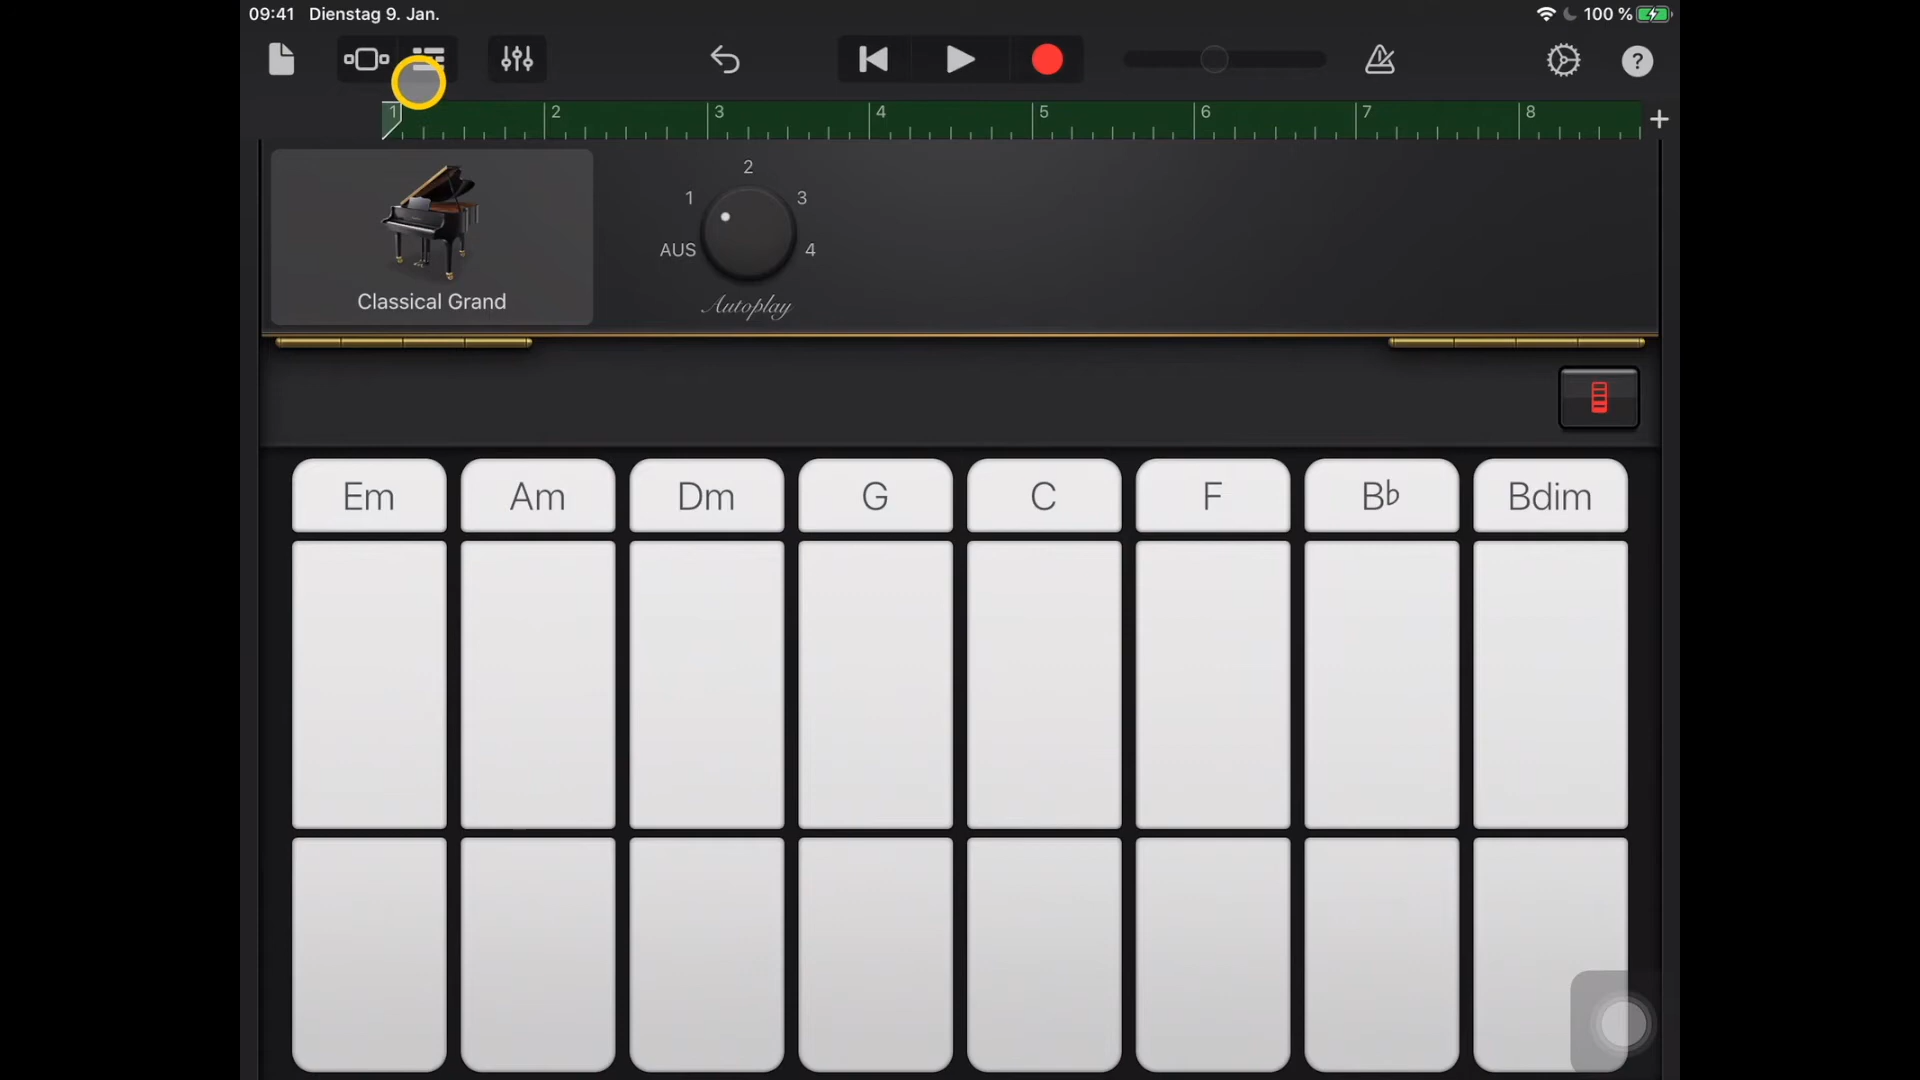 09:41 Dienstag 9. Jan. 100 %
?
1 2 3 4 5 6 7 8 +
2
1 3
AUS 4
Classical Grand Autoplay
Em Am Dm G C F B♭ Bdim